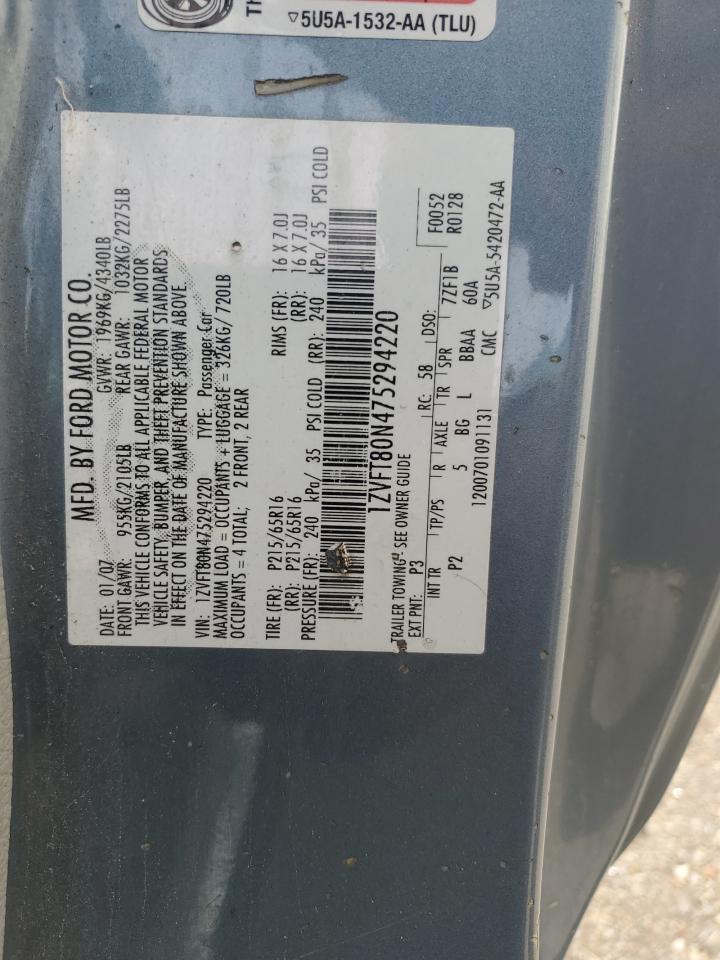 TH
▽5U5A-1532-AA (TLU)
MFD. BY FORD MOTOR CO.
DATE: 01/07 GVWR: 1969KG/4340LB
FRONT GAWR: 955KG/2105LB REAR GAWR: 1032KG/2275LB
THIS VEHICLE CONFORMS TO ALL APPLICABLE FEDERAL MOTOR
VEHICLE SAFETY, BUMPER, AND THEFT PREVENTION STANDARDS
IN EFFECT ON THE DATE OF MANUFACTURE SHOWN ABOVE.
VIN: 1ZVFT80N475294220 TYPE: Passenger Car
MAXIMUM LOAD = OCCUPANTS + LUGGAGE = 326KG/ 720LB
OCCUPANTS = 4 TOTAL; 2 FRONT, 2 REAR
TIRE (FR): P215/65R16 RIMS (FR): 16 X 7.0J
(RR): P215/65R16 (RR): 16 X 7.0J
PRESSURE (FR): 240 kPa/ 35 PSI COLD (RR): 240 kPa/ 35 PSI COLD
1ZVFT80N475294220
TRAILER TOWING - SEE OWNER GUIDE
EXT PNT: P3 RC: 58 DSO: F0052
INT TR TP/PS R AXLE TR SPR 7ZF1B R0128
P2 5 BG L BBAA 60A
1200701091131 CMC ▽5U5A-5420472-AA